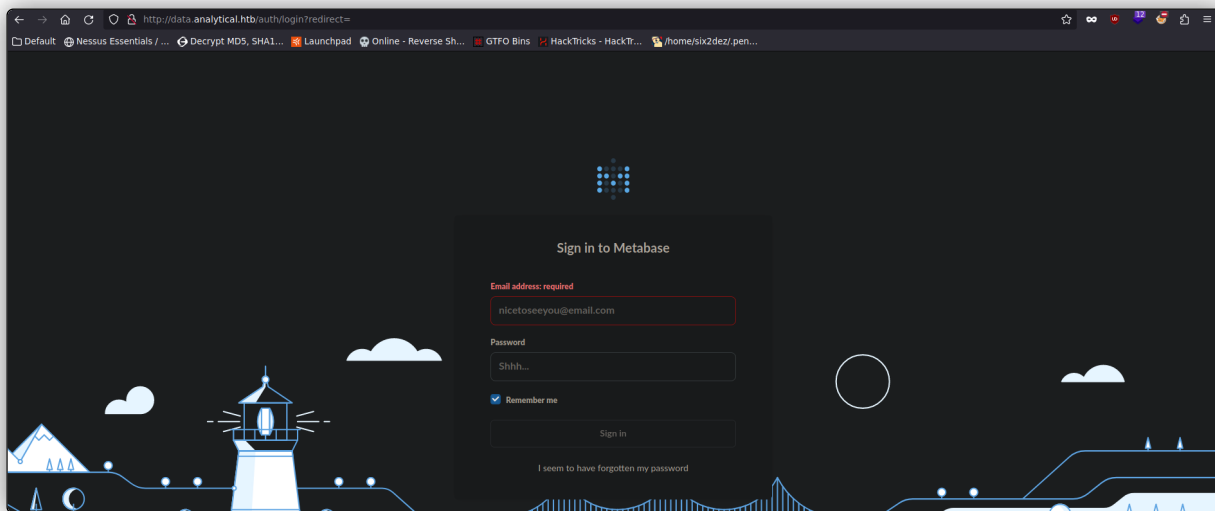 http://data.analytical.htb/auth/login?redirect=
12
Default Nessus Essentials / ... Decrypt MD5, SHA1... Launchpad Online - Reverse Sh... GTFO Bins HackTricks - HackTr... /home/six2dez/.pen...
Sign in to Metabase
Email address: required
nicetoseeyou@email.com
Password
Shhh...
Remember me
Sign in
I seem to have forgotten my password